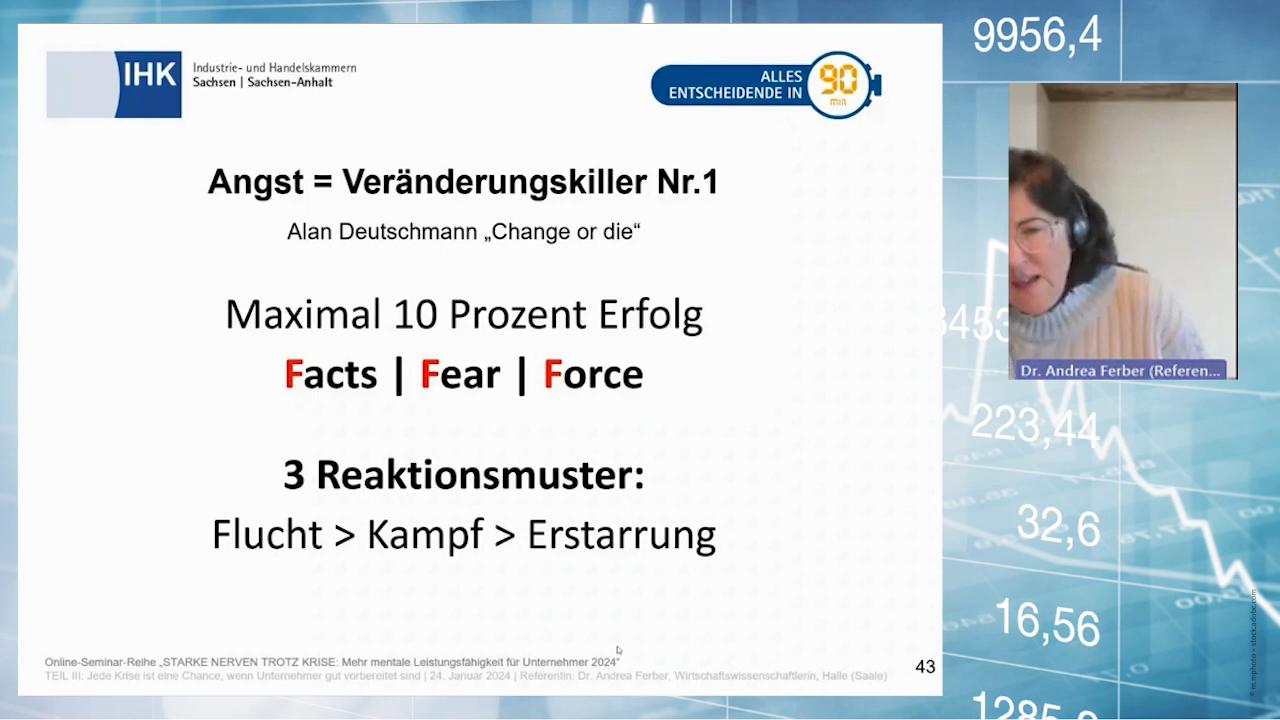 IHK
Industrie- und Handelskammern
Sachsen | Sachsen-Anhalt
ALLES
ENTSCHEIDENDE IN
90
min
Angst = Veränderungskiller Nr.1
Alan Deutschmann „Change or die“
Maximal 10 Prozent Erfolg
Facts | Fear | Force
3 Reaktionsmuster:
Flucht > Kampf > Erstarrung
Online-Seminar-Reihe „STARKE NERVEN TROTZ KRISE: Mehr mentale Leistungsfähigkeit für Unternehmer 2024“
TEIL III: Jede Krise ist eine Chance, wenn Unternehmer gut vorbereitet sind | 24. Januar 2024 | Referentin: Dr. Andrea Ferber, Wirtschaftswissenschaftlerin, Halle (Saale)
43
9956,4
Dr. Andrea Ferber (Referen...
223,44
32,6
16,56